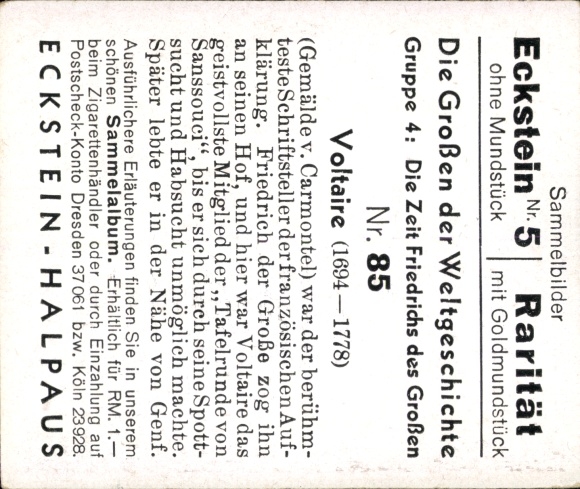 Sammelbilder
Eckstein Nr. 5 | Rarität
ohne Mundstück | mit Goldmundstück
Die Großen der Weltgeschichte
Gruppe 4: Die Zeit Friedrichs des Großen
Nr. 85
Voltaire (1694—1778)
(Gemälde v. Carmontel) war der berühm-
teste Schriftsteller der französischen Auf-
klärung. Friedrich der Große zog ihn
an seinen Hof, und hier war Voltaire das
geistvollste Mitglied der „Tafelrunde von
Sanssouci“, bis er sich durch seine Spott-
sucht und Habsucht unmöglich machte.
Später lebte er in der Nähe von Genf.
Ausführlichere Erläuterungen finden Sie in unserem
schönen Sammelalbum. Erhältlich für RM. 1.—
beim Zigarettenhändler oder durch Einzahlung auf
Postscheck-Konto Dresden 37061 bzw. Köln 23928.
ECKSTEIN-HALPAUS